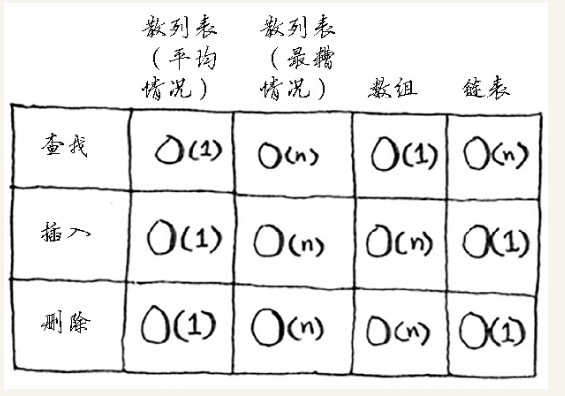 散列表（平均情况） 散列表（最糟情况） 数组 链表
查找 O(1) O(n) O(1) O(n)
插入 O(1) O(n) O(n) O(1)
删除 O(1) O(n) O(n) O(1)